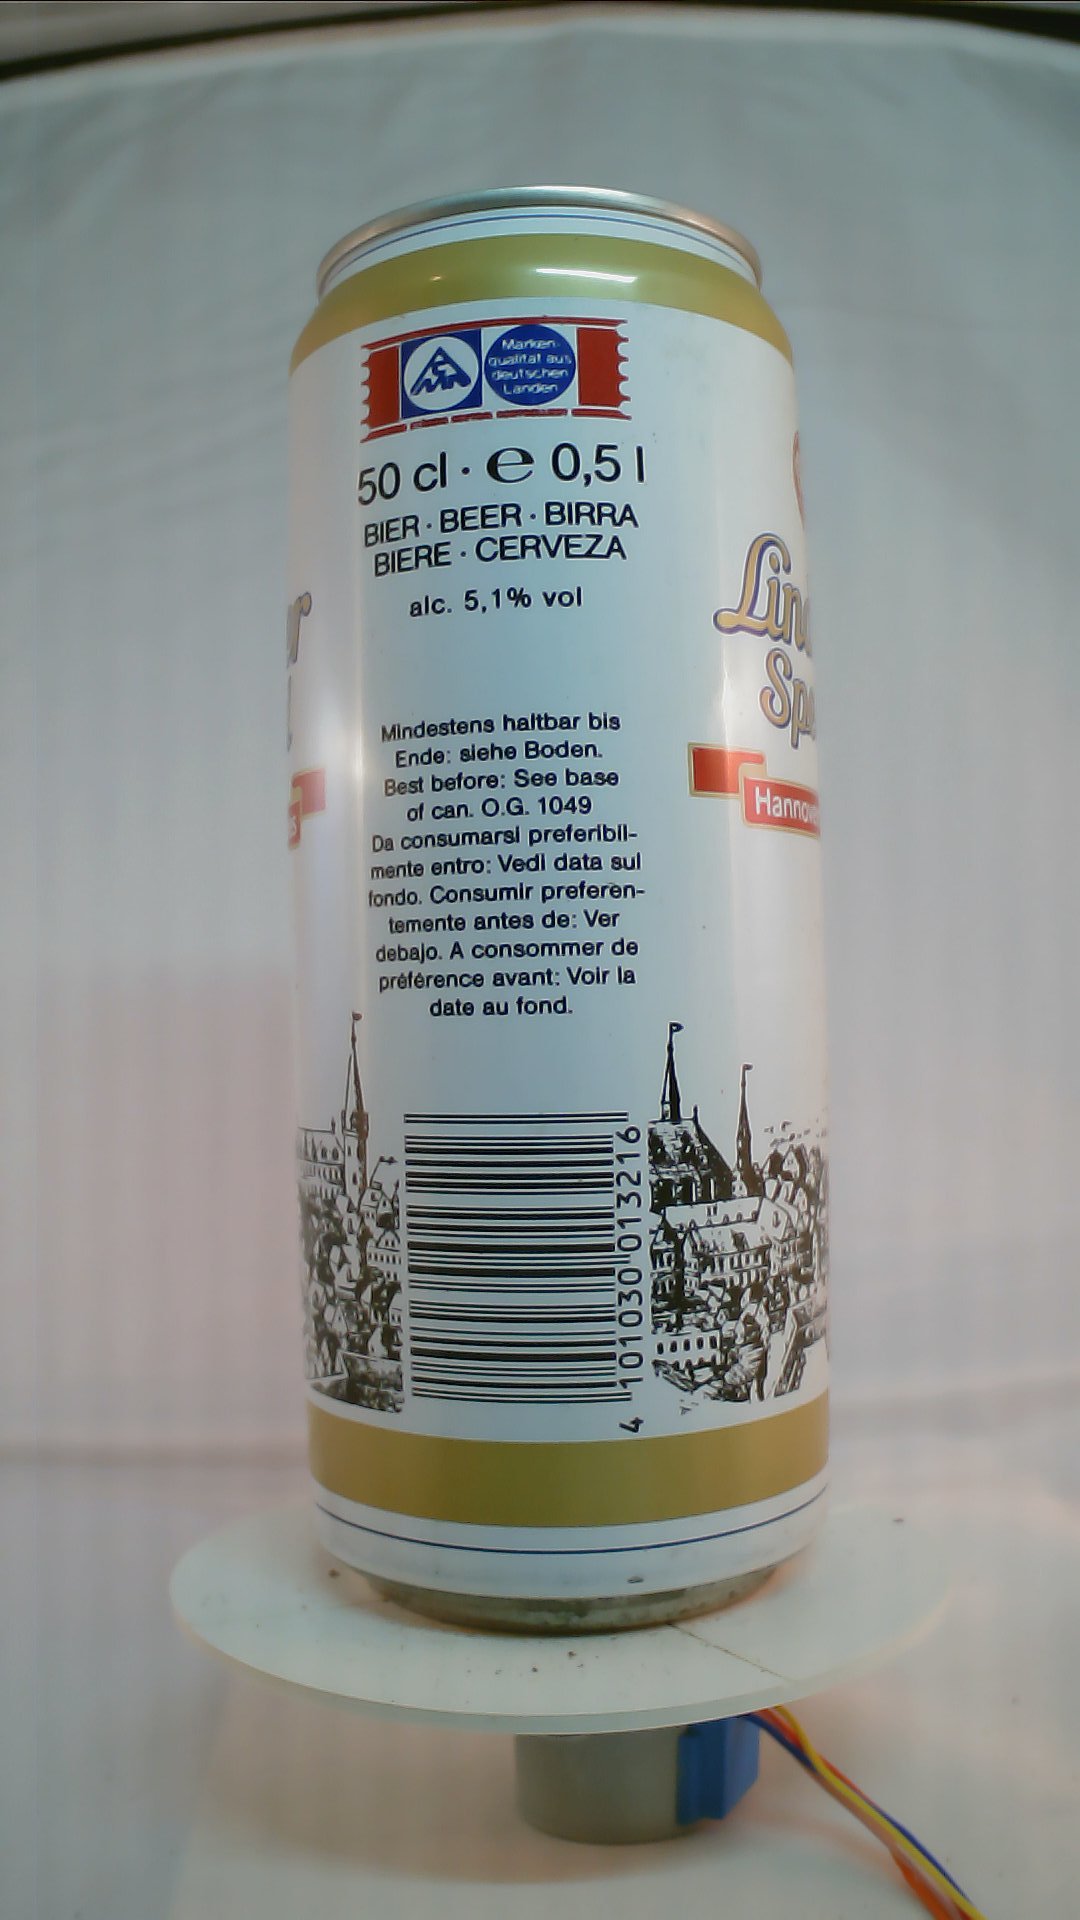 CMA
Marken-
qualität aus
deutschen
Landen
50 cl · e 0,5 l
BIER · BEER · BIRRA
BIERE · CERVEZA
alc. 5,1% vol
Mindestens haltbar bis
Ende: siehe Boden.
Best before: See base
of can. O.G. 1049
Da consumarsi preferibil-
mente entro: Vedi data sul
fondo. Consumir preferen-
temente antes de: Ver
debajo. A consommer de
préférence avant: Voir la
date au fond.
4 101030 013216